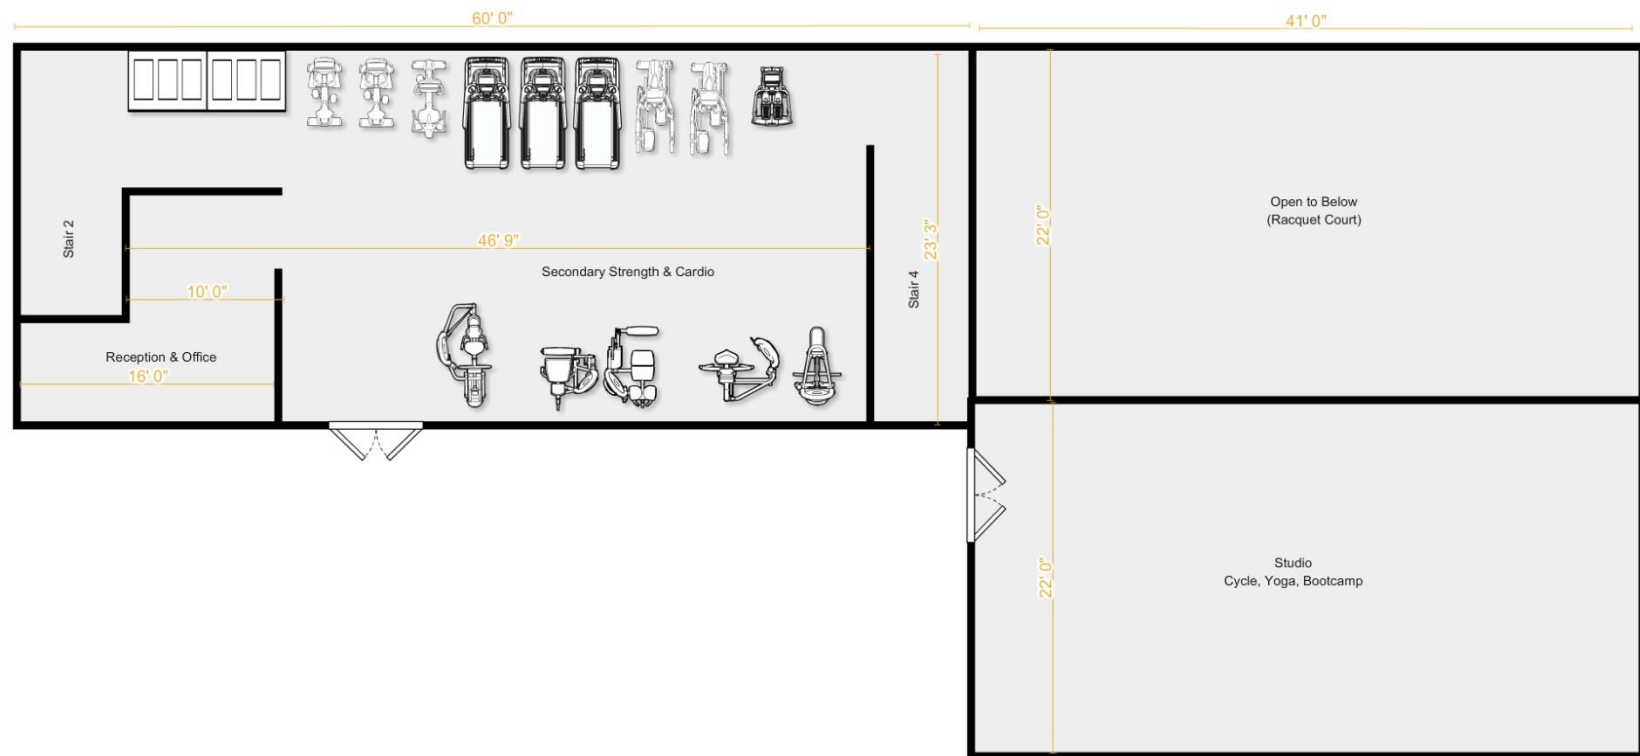 60' 0"
41' 0"
Stair 2
46' 9"
23' 3"
22' 0"
Open to Below
(Racquet Court)
Secondary Strength & Cardio
Stair 4
10' 0"
Reception & Office
16' 0"
22' 0"
Studio
Cycle, Yoga, Bootcamp